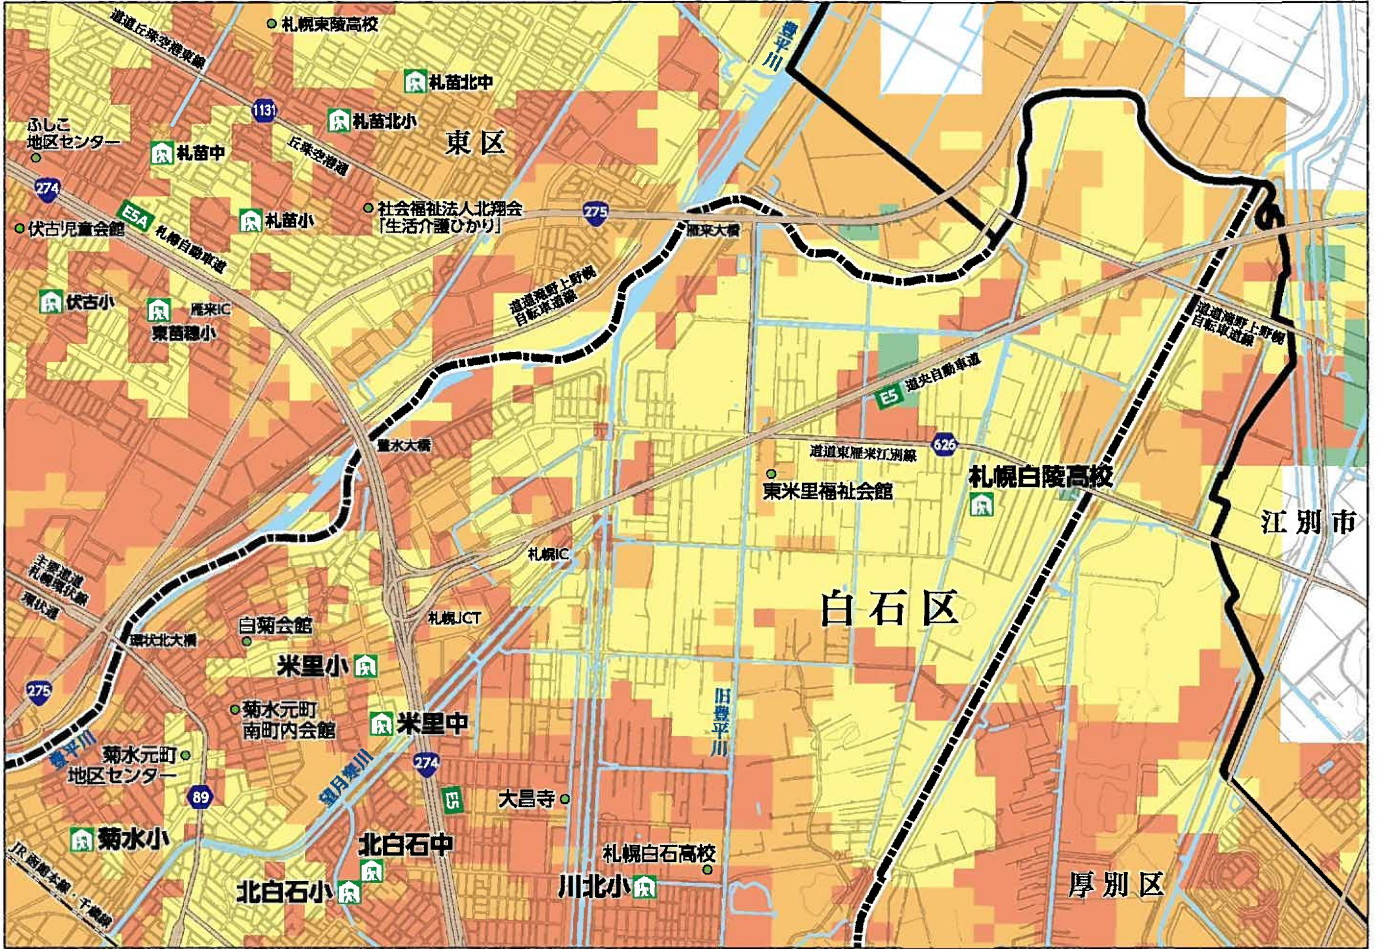 札幌東陵高校
道道丘珠空港東線
豊平川
札苗北中
1131
札苗北小
東区
ふしこ
地区センター
札苗中
丘珠空港通
274
E5A
札樽自動車道
札苗小
社会福祉法人北翔会
「生活介護ひかり」
275
雁来大橋
伏古児童会館
伏古小
東苗穂小
雁来IC
道道滝野上野幌
自転車道線
道道滝野上野幌
自転車道線
E5
道央自動車道
豊水大橋
道道東雁来江別線
626
東米里福祉会館
札幌白陵高校
江別市
札幌IC
主要道道
札幌環状線
環状通
白石区
札幌JCT
環状北大橋
白菊会館
米里小
275
菊水元町
南町内会館
米里中
旧豊平川
豊平川
菊水元町
地区センター
望月寒川
274
89
E5
大昌寺
菊水小
北白石中
札幌白石高校
JR函館本線・千歳線
北白石小
川北小
厚別区